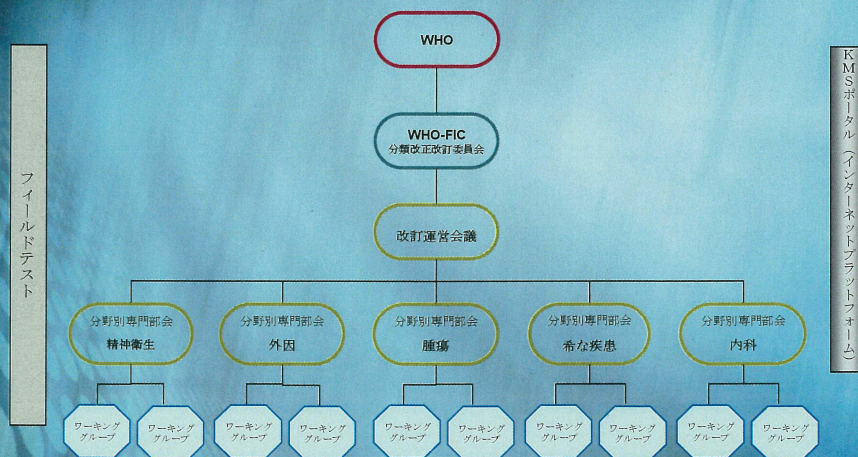 WHO
WHO-FIC
分類改正改訂委員会
改訂運営会議
フィールドテスト
KMSポータル（インターネットプラットフォーム）
分野別専門部会
精神衛生
分野別専門部会
外因
分野別専門部会
腫瘍
分野別専門部会
希な疾患
分野別専門部会
内科
ワーキング
グループ
ワーキング
グループ
ワーキング
グループ
ワーキング
グループ
ワーキング
グループ
ワーキング
グループ
ワーキング
グループ
ワーキング
グループ
ワーキング
グループ
ワーキング
グループ